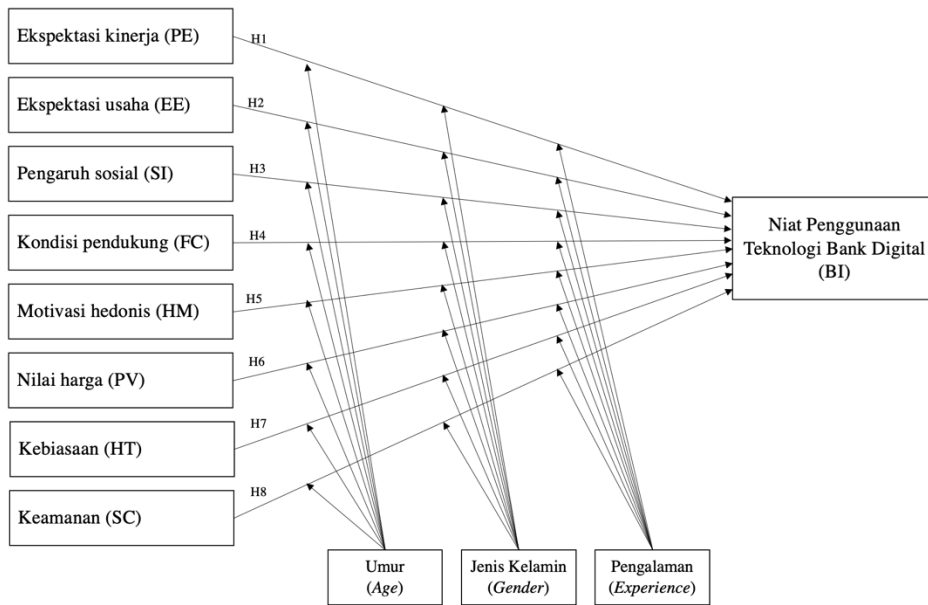 Ekspektasi kinerja (PE)
H1
Ekspektasi usaha (EE)
H2
Pengaruh sosial (SI)
H3
Kondisi pendukung (FC)
H4
Motivasi hedonis (HM)
H5
Nilai harga (PV)
H6
Kebiasaan (HT)
H7
Keamanan (SC)
H8
Niat Penggunaan
Teknologi Bank Digital
(BI)
Umur
(Age)
Jenis Kelamin
(Gender)
Pengalaman
(Experience)